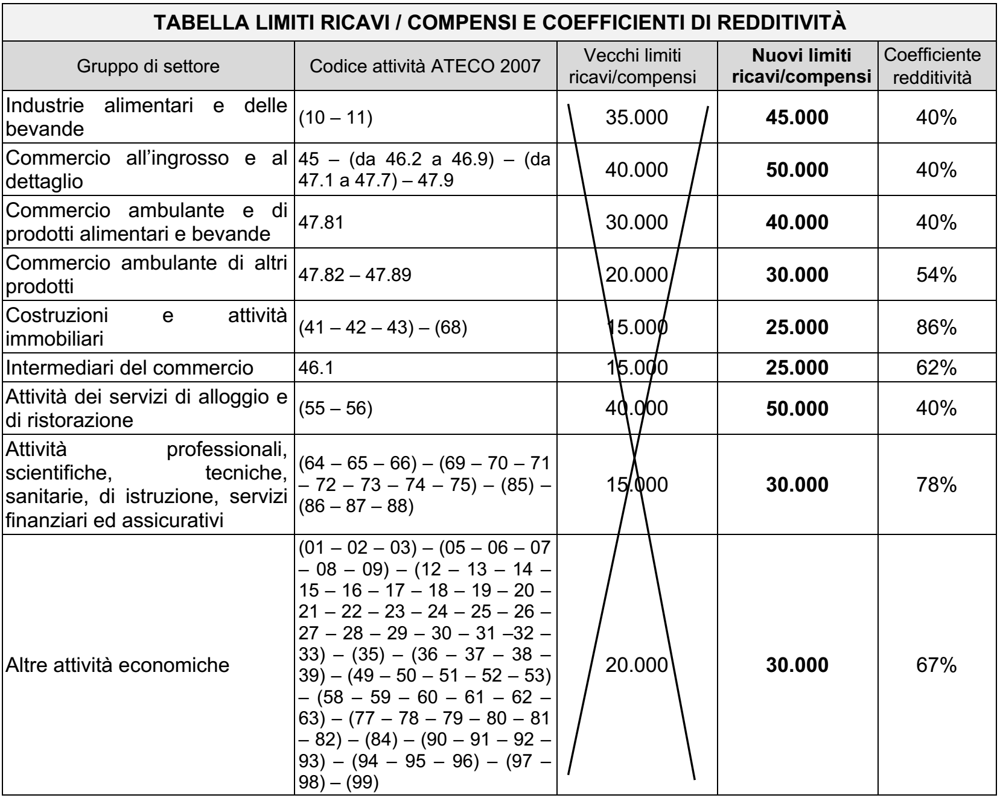 TABELLA LIMITI RICAVI / COMPENSI E COEFFICIENTI DI REDDITIVITÀ
Gruppo di settore
Codice attività ATECO 2007
Vecchi limiti
ricavi/compensi
Nuovi limiti
ricavi/compensi
Coefficiente
redditività
Industrie alimentari e delle
bevande
(10 – 11)
35.000
45.000
40%
Commercio all’ingrosso e al
dettaglio
45 – (da 46.2 a 46.9) – (da
47.1 a 47.7) – 47.9
40.000
50.000
40%
Commercio ambulante e di
prodotti alimentari e bevande
47.81
30.000
40.000
40%
Commercio ambulante di altri
prodotti
47.82 – 47.89
20.000
30.000
54%
Costruzioni e attività
immobiliari
(41 – 42 – 43) – (68)
15.000
25.000
86%
Intermediari del commercio
46.1
15.000
25.000
62%
Attività dei servizi di alloggio e
di ristorazione
(55 – 56)
40.000
50.000
40%
Attività professionali,
scientifiche, tecniche,
sanitarie, di istruzione, servizi
finanziari ed assicurativi
(64 – 65 – 66) – (69 – 70 – 71
– 72 – 73 – 74 – 75) – (85) –
(86 – 87 – 88)
15.000
30.000
78%
Altre attività economiche
(01 – 02 – 03) – (05 – 06 – 07
– 08 – 09) – (12 – 13 – 14 –
15 – 16 – 17 – 18 – 19 – 20 –
21 – 22 – 23 – 24 – 25 – 26 –
27 – 28 – 29 – 30 – 31 –32 –
33) – (35) – (36 – 37 – 38 –
39) – (49 – 50 – 51 – 52 – 53)
– (58 – 59 – 60 – 61 – 62 –
63) – (77 – 78 – 79 – 80 – 81
– 82) – (84) – (90 – 91 – 92 –
93) – (94 – 95 – 96) – (97 –
98) – (99)
20.000
30.000
67%